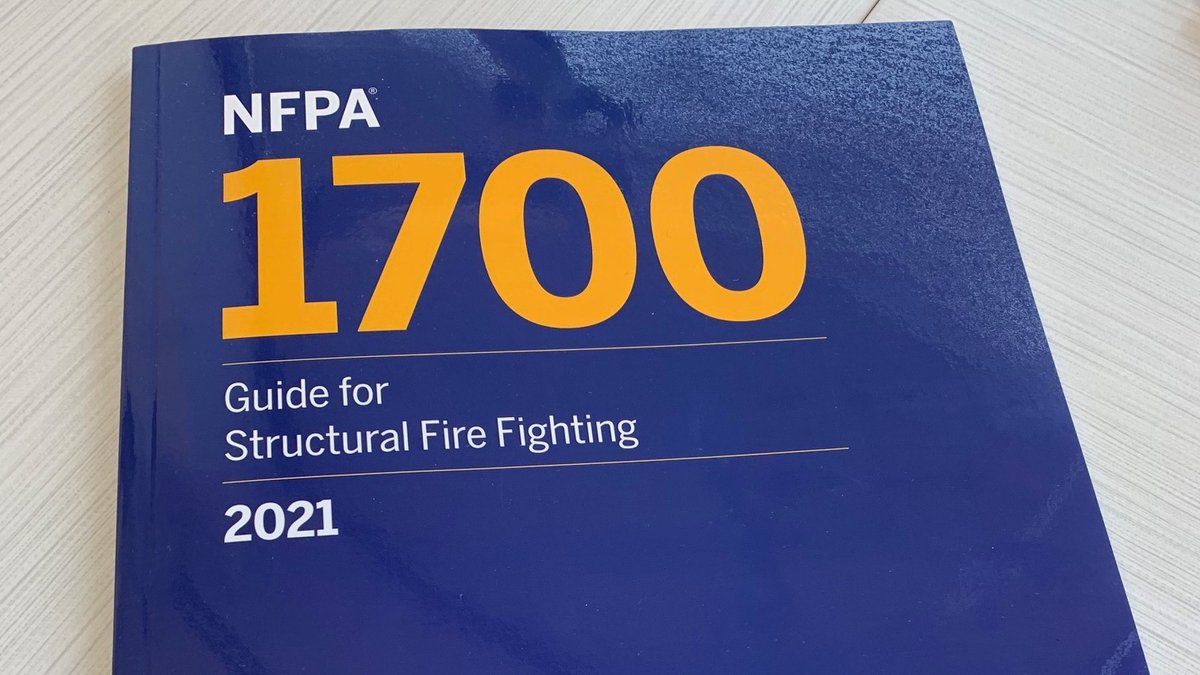 NFPA®
1700
Guide for
Structural Fire Fighting
2021